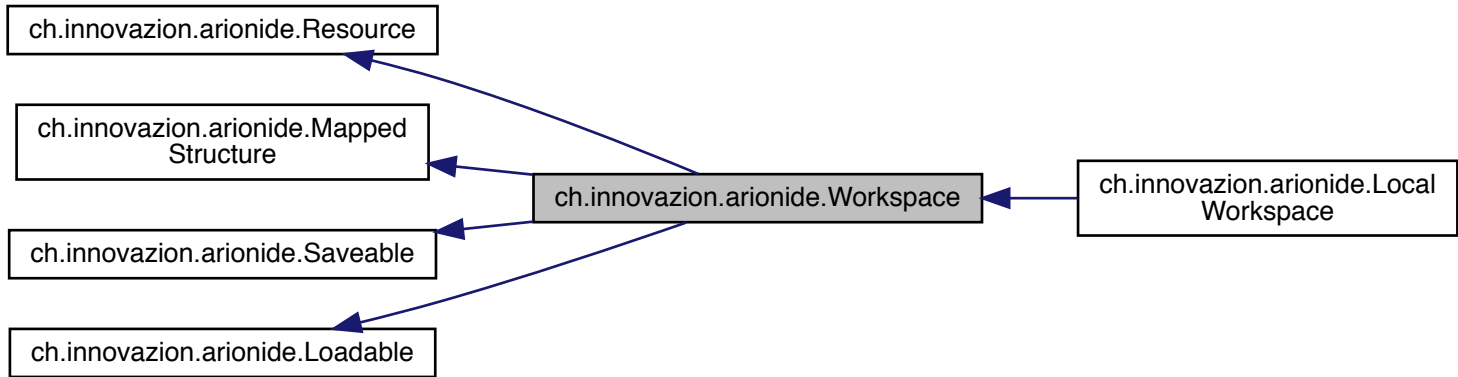 ch.innovazion.arionide.Resource
ch.innovazion.arionide.Mapped
Structure
ch.innovazion.arionide.Saveable
ch.innovazion.arionide.Loadable
ch.innovazion.arionide.Workspace
ch.innovazion.arionide.Local
Workspace